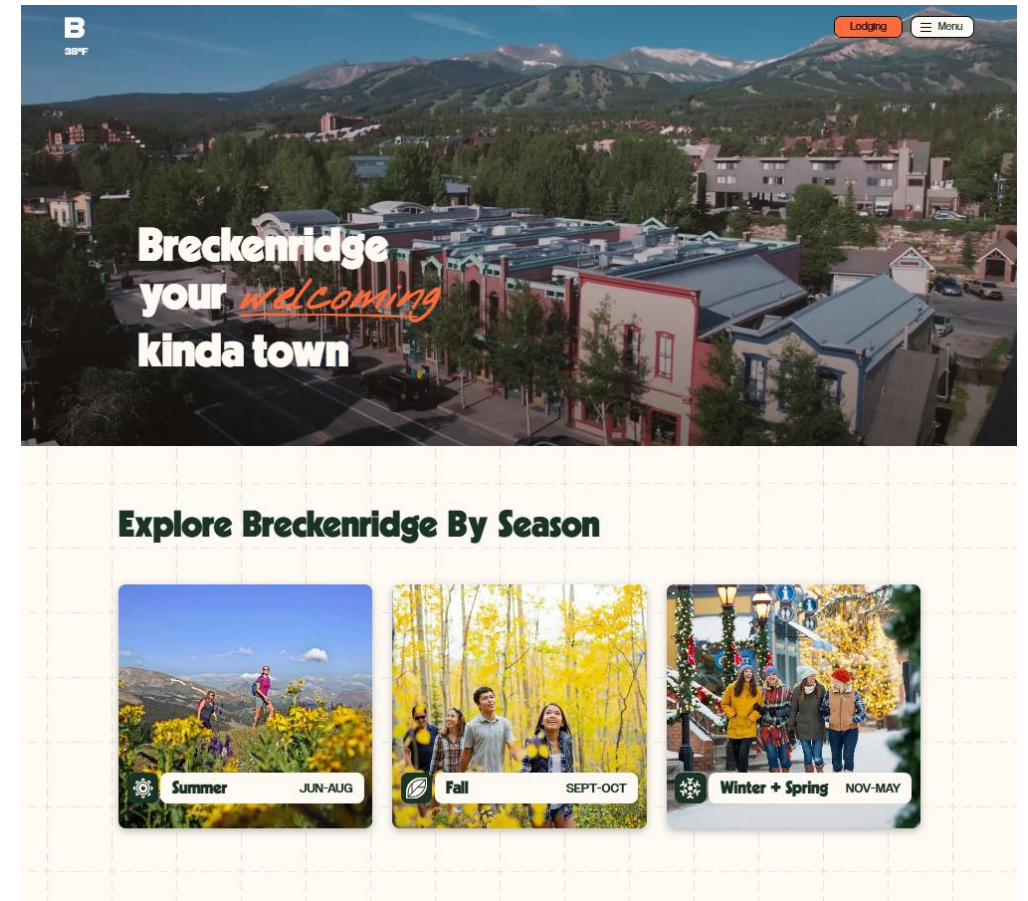 B
38°F
Lodging
Menu
Breckenridge
your welcoming
kinda town
Explore Breckenridge By Season
Summer JUN-AUG
Fall SEPT-OCT
Winter + Spring NOV-MAY